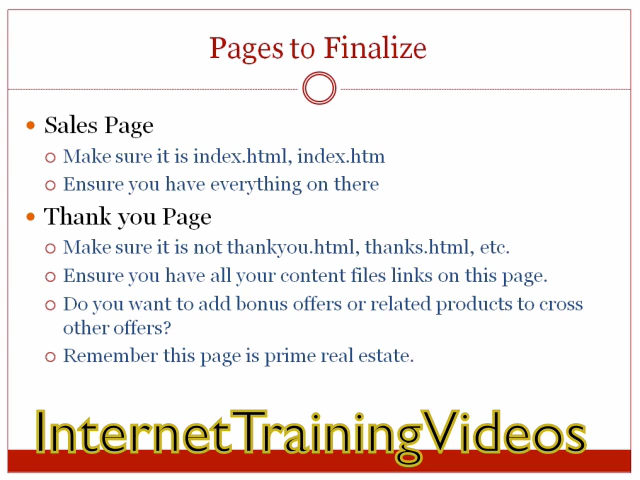 Pages to Finalize
Sales Page
Make sure it is index.html, index.htm
Ensure you have everything on there
Thank you Page
Make sure it is not thankyou.html, thanks.html, etc.
Ensure you have all your content files links on this page.
Do you want to add bonus offers or related products to cross
other offers?
Remember this page is prime real estate.
InternetTrainingVideos